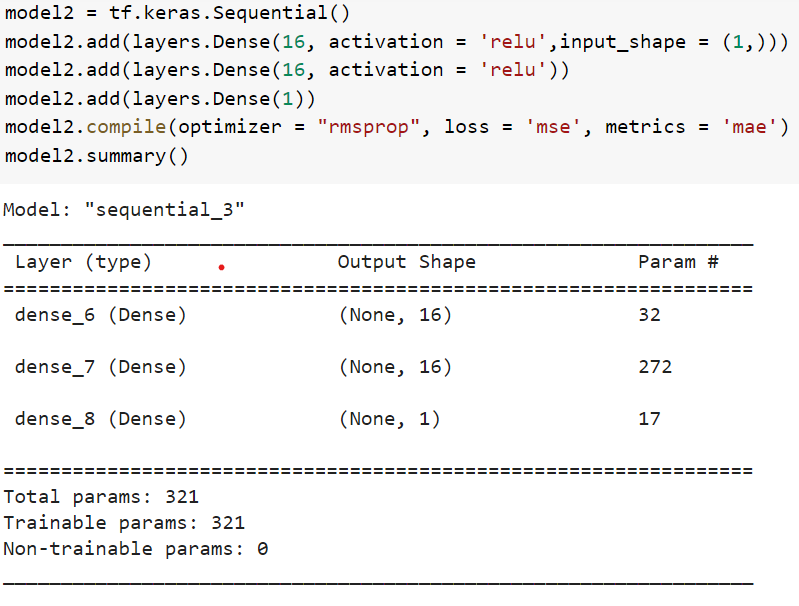 model2 = tf.keras.Sequential()
model2.add(layers.Dense(16, activation = 'relu',input_shape = (1,)))
model2.add(layers.Dense(16, activation = 'relu'))
model2.add(layers.Dense(1))
model2.compile(optimizer = "rmsprop", loss = 'mse', metrics = 'mae')
model2.summary()
Model: "sequential_3"
_________________________________________________________________
Layer (type) Output Shape Param #
=================================================================
dense_6 (Dense) (None, 16) 32
dense_7 (Dense) (None, 16) 272
dense_8 (Dense) (None, 1) 17
=================================================================
Total params: 321
Trainable params: 321
Non-trainable params: 0
_________________________________________________________________